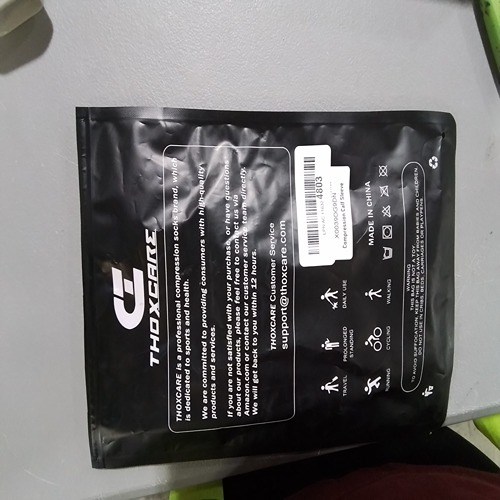 THOXCARE
THOXCARE is a professional compression socks brand, which
is dedicated to sports and health.
We are committed to providing consumers with high-quality
products and services.
If you are not satisfied with your purchase, or have questions
about our products, please feel free to contact us via
Amazon.com or contact our customer service team directly.
We will get back to you within 12 hours.
THOXCARE Customer Service
support@thoxcare.com
4803
Compression Calf Sleeve
MADE IN CHINA
TRAVEL
PROLONGED
STANDING
DAILY USE
RUNNING
CYCLING
WALKING
WARNING:
THIS BAG IS NOT A TOY
TO AVOID SUFFOCATION, KEEP THIS BAG AWAY FROM BABIES AND CHILDREN.
DO NOT USE IN CRIBS, BEDS, CARRIAGES OR PLAYPENS.